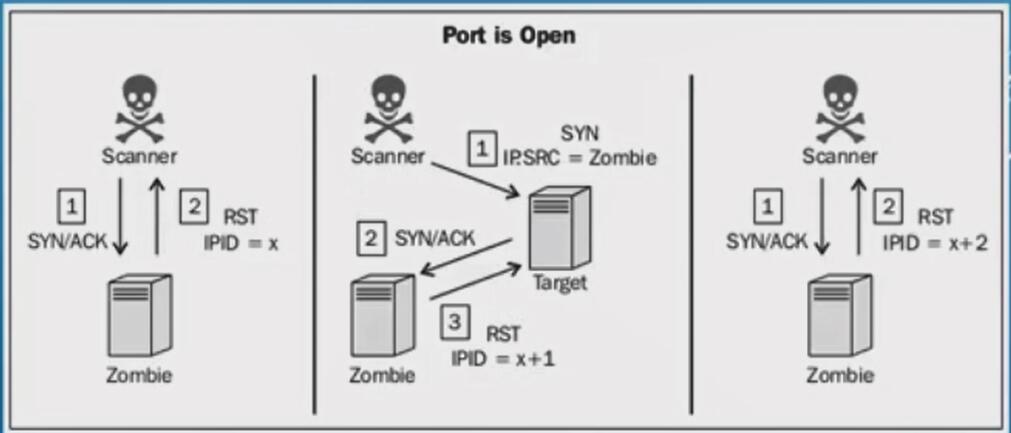 Port is Open
Scanner
1
2
RST
SYN/ACK
IPID = x
Zombie
Scanner
1
SYN
IP.SRC = Zombie
2
SYN/ACK
Target
3
RST
IPID = x+1
Zombie
Scanner
1
2
RST
SYN/ACK
IPID = x+2
Zombie